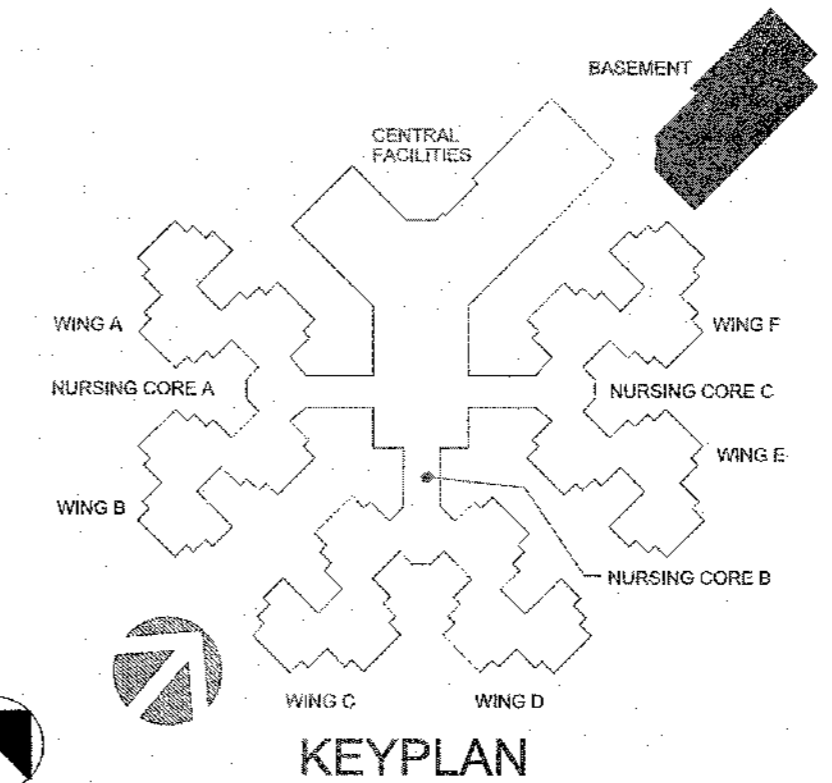 BASEMENT
CENTRAL
FACILITIES
WING A
WING F
NURSING CORE A
NURSING CORE C
WING E
WING B
NURSING CORE B
WING C
WING D
KEYPLAN